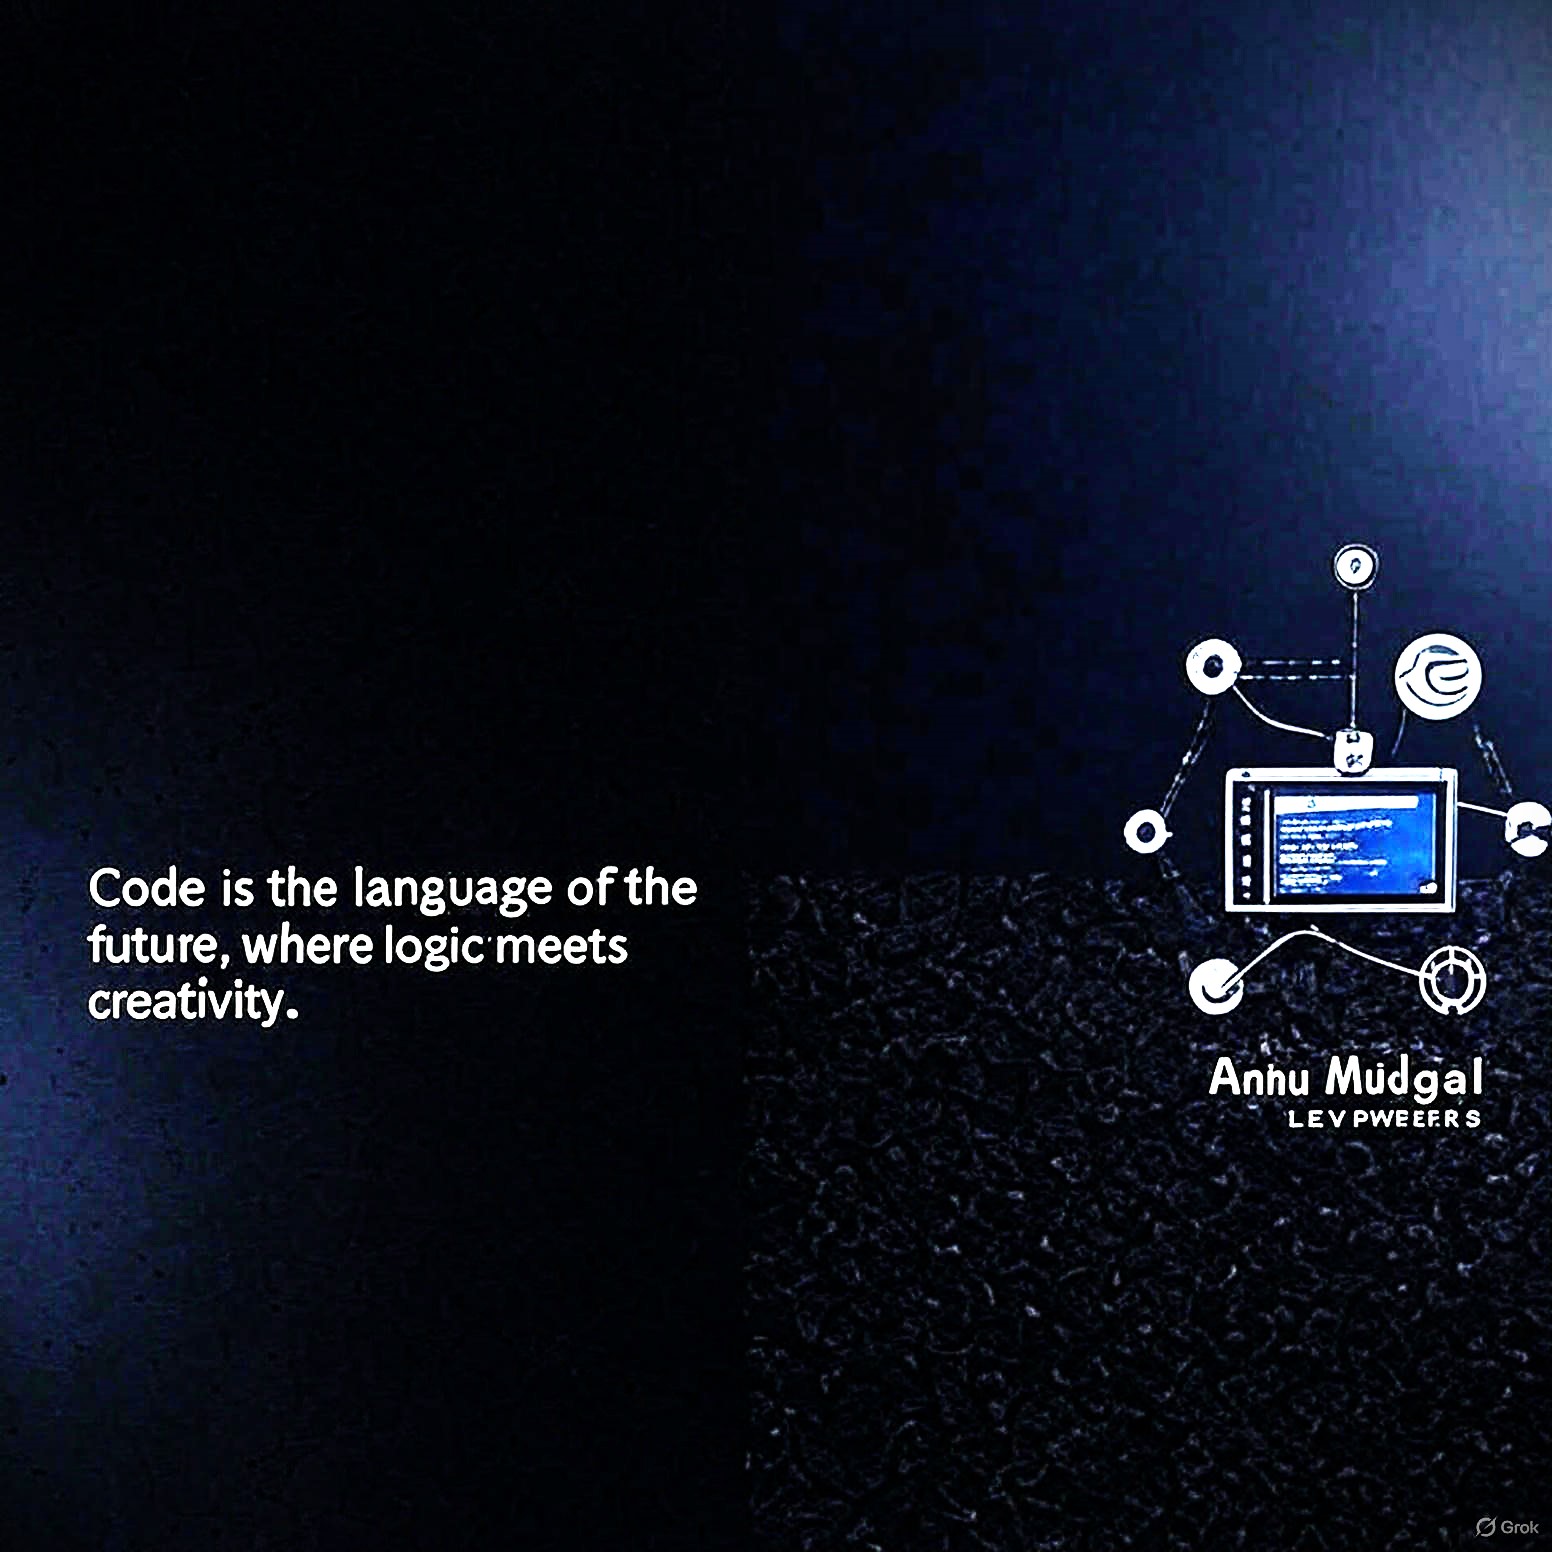 Code is the language of the
future, where logic meets
creativity.
Anhu Mudgal
LEVPWEEFRS
Grok